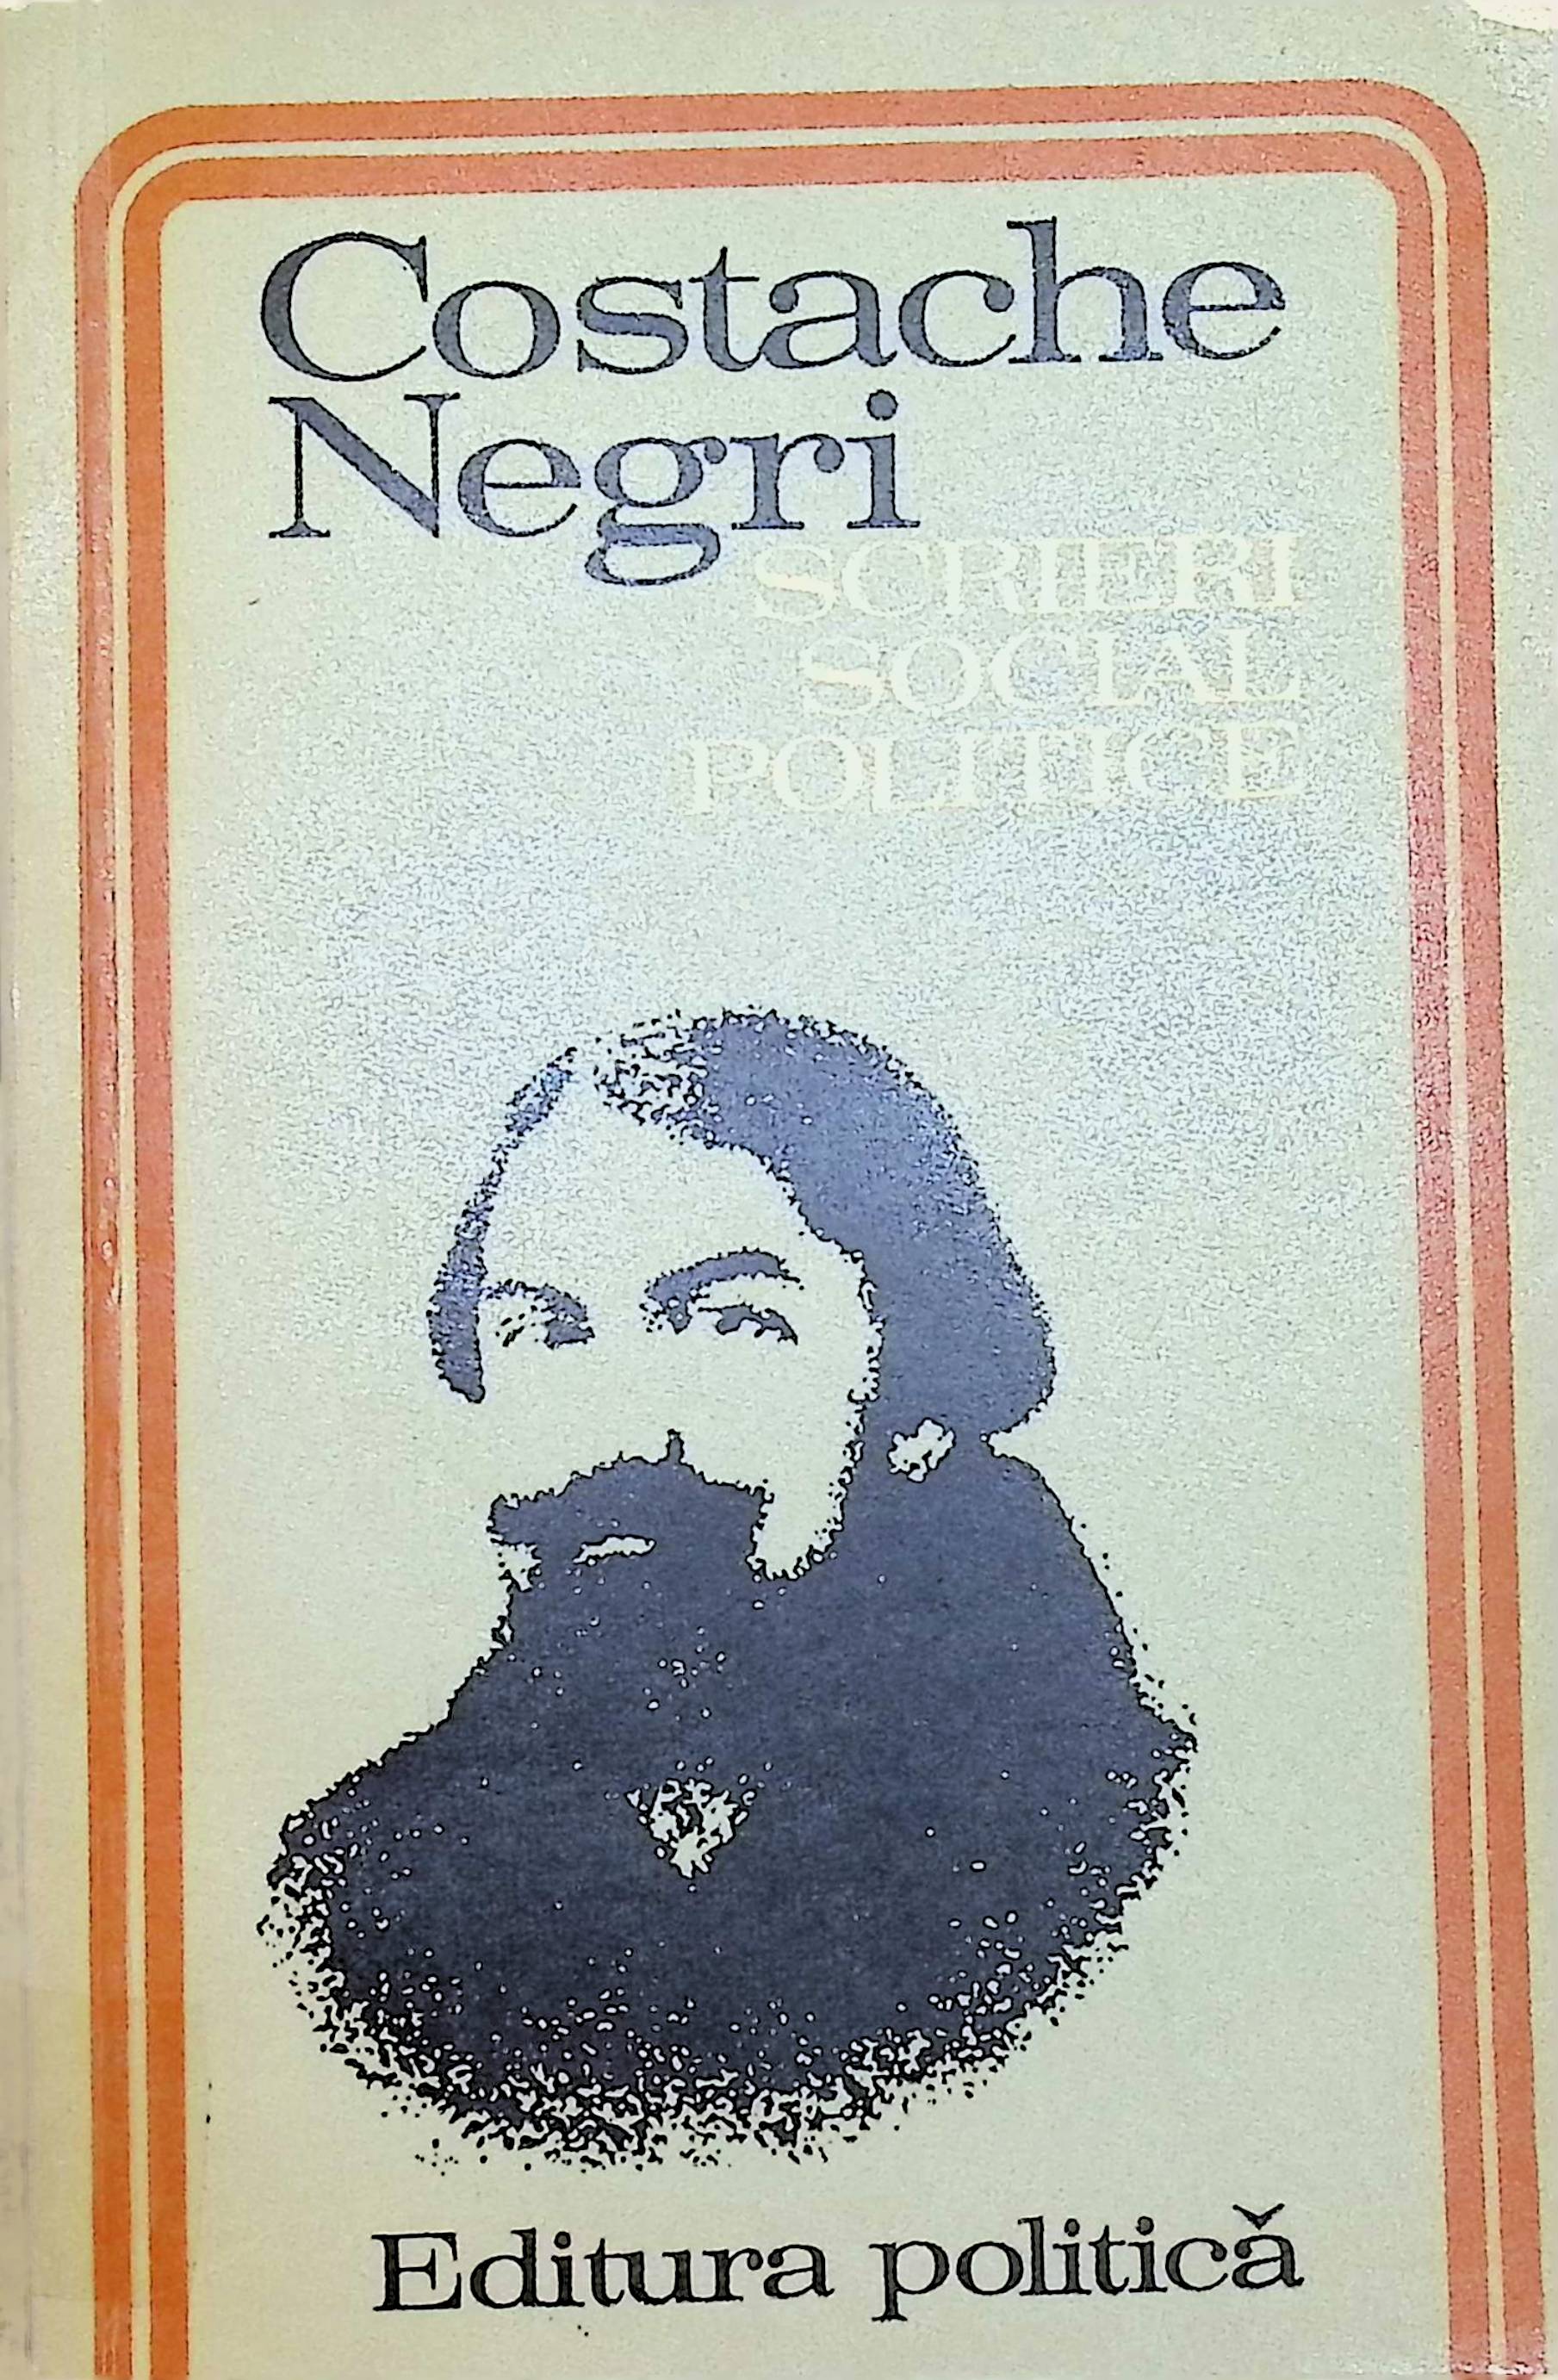 Costache
Negri
SCRIERI
SOCIAL
POLITICE
Editura politică